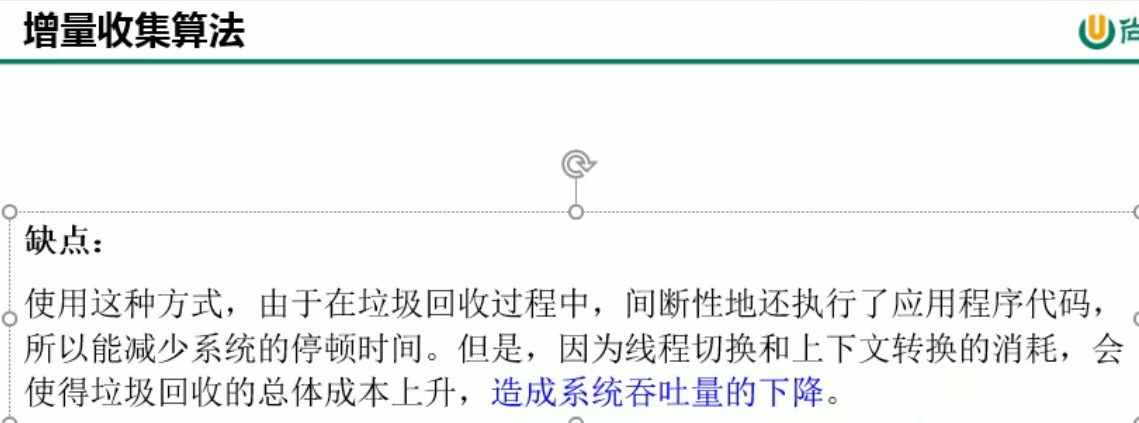 增量收集算法
尚
缺点：
使用这种方式，由于在垃圾回收过程中，间断性地还执行了应用程序代码，
所以能减少系统的停顿时间。但是，因为线程切换和上下文转换的消耗，会
使得垃圾回收的总体成本上升，造成系统吞吐量的下降。